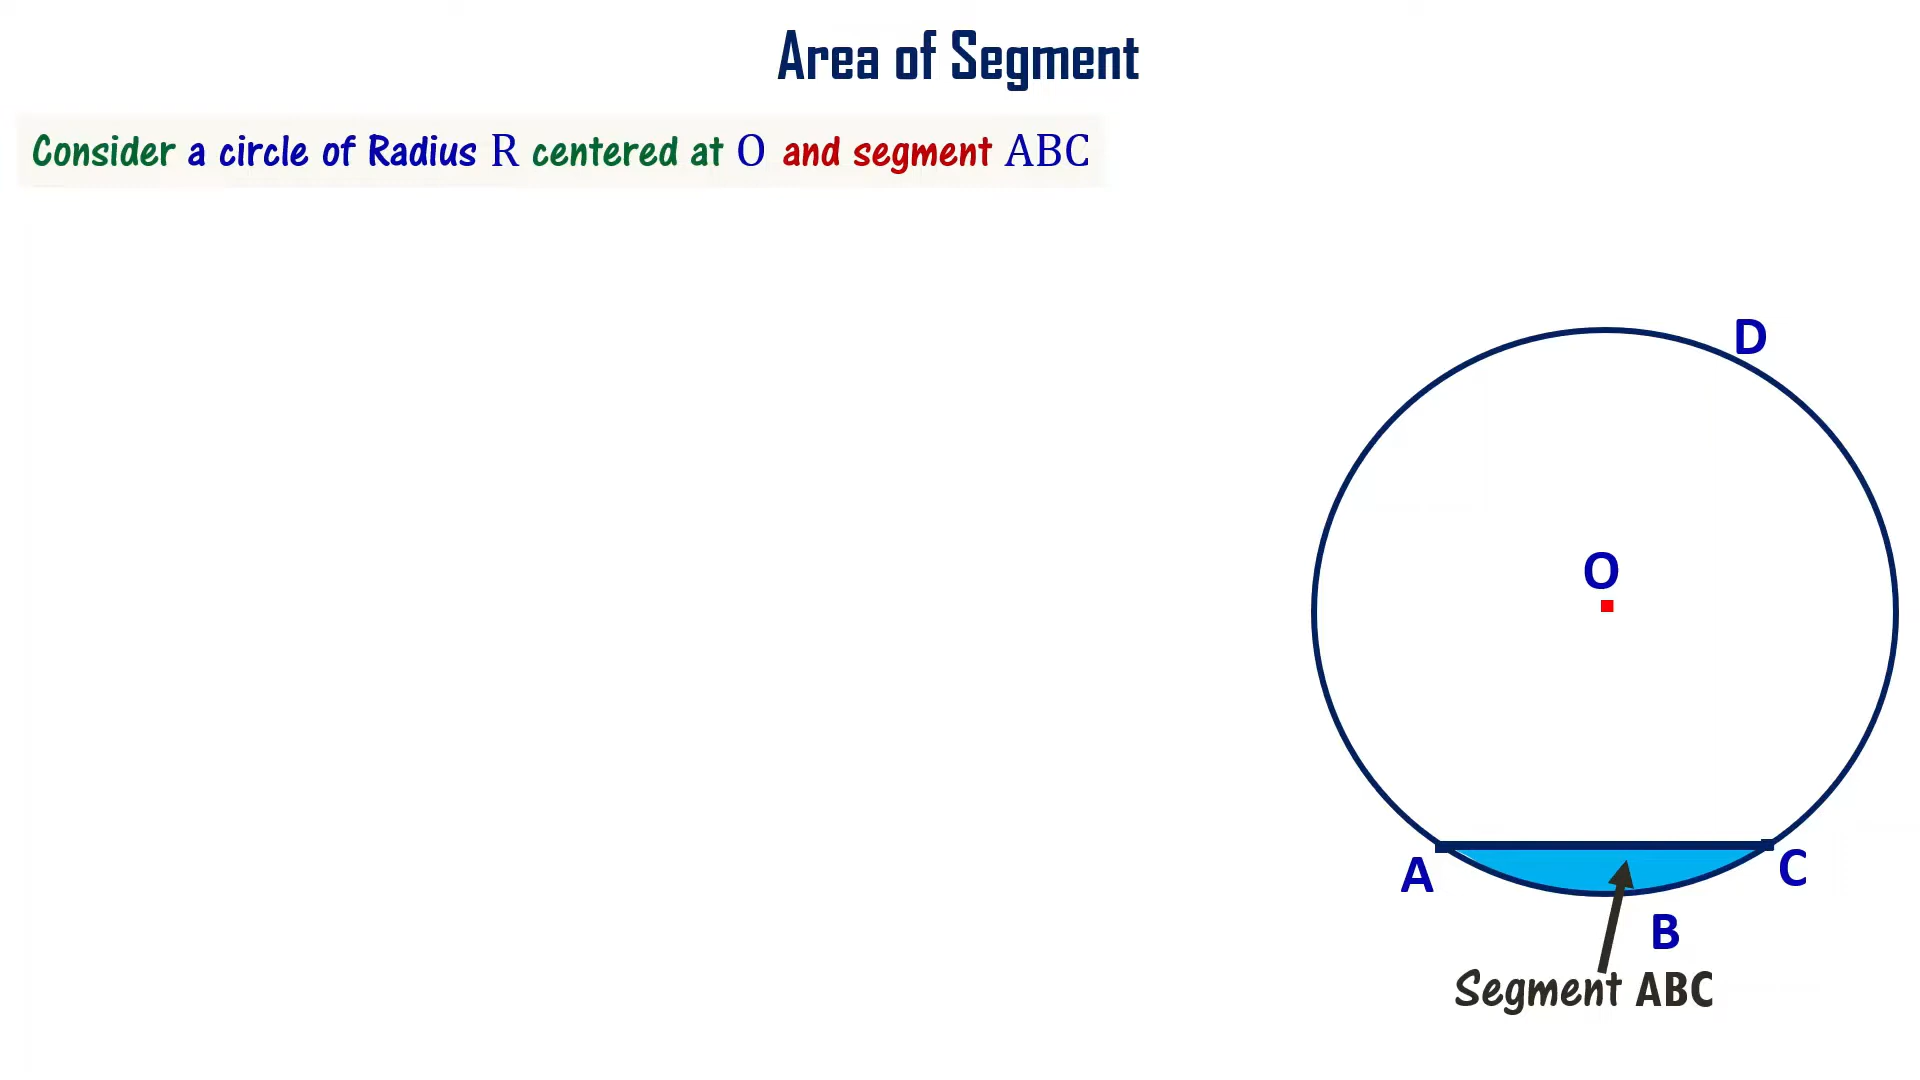 Area of Segment
Consider a circle of Radius R centered at O and segment ABC
D
O
A
C
B
Segment ABC